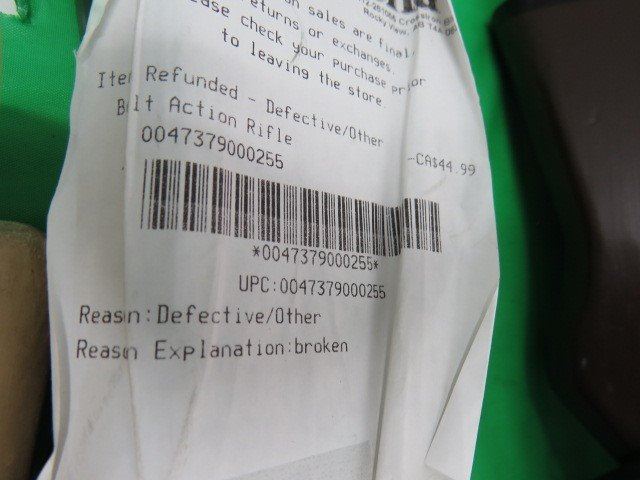 sales are final,
returns or exchanges.
ease check your purchase prior
to leaving the store.
Item Refunded - Defective/Other
Bolt Action Rifle
0047379000255 -CA$44.99
*0047379000255*
UPC:0047379000255
Reason:Defective/Other
Reason Explanation:broken